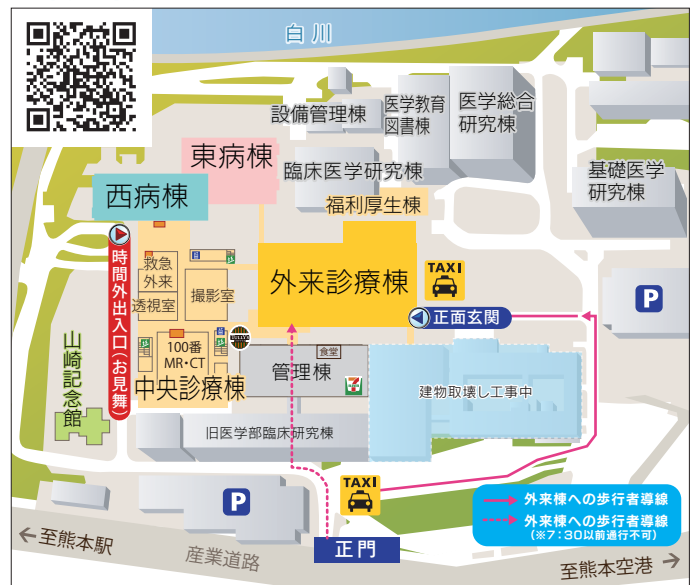 白川
設備管理棟
医学教育
図書棟
医学総合
研究棟
東病棟
臨床医学研究棟
基礎医学
研究棟
西病棟
福利厚生棟
時間外出入口(お見舞)
救急
外来
透視室
撮影室
外来診療棟
TAXI
P
正面玄関
山崎記念館
100番
MR・CT
中央診療棟
食堂
管理棟
7
建物取壊し工事中
旧医学部臨床研究棟
P
TAXI
外来棟への歩行者導線
外来棟への歩行者導線
(※7:30以前通行不可)
正門
←至熊本駅
産業道路
至熊本空港→